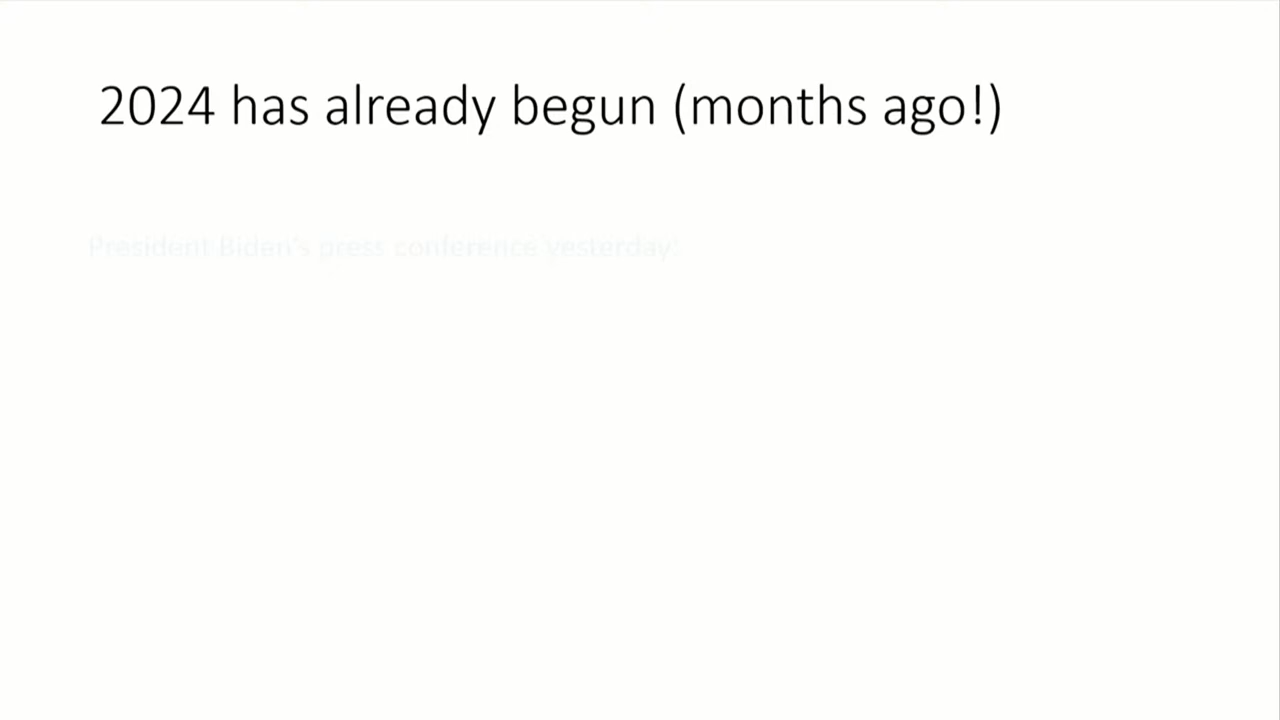 2024 has already begun (months ago!)
President Biden's press conference yesterday!